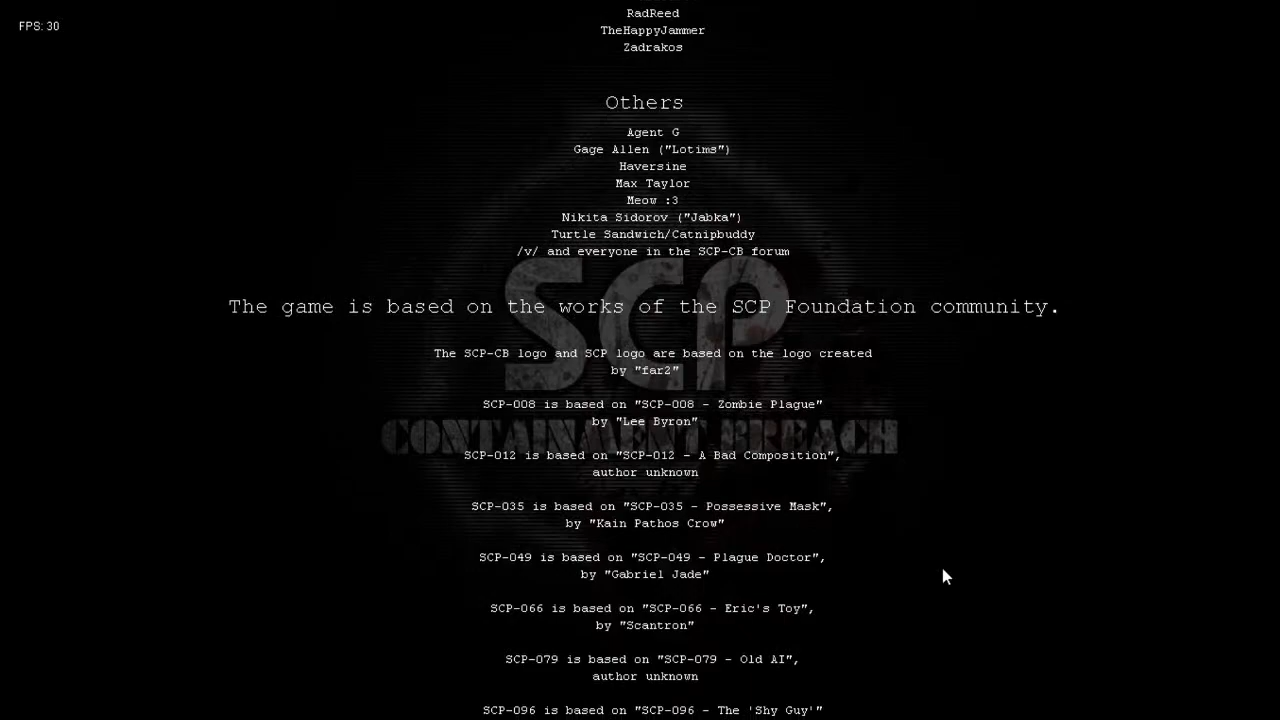 FPS: 30
RadReed
TheHappyJammer
Zadrakos
Others
Agent G
Gage Allen ("Lotims")
Haversine
Max Taylor
Meow :3
Nikita Sidorov ("Jabka")
Turtle Sandwich/Catnipbuddy
/v/ and everyone in the SCP-CB forum
SCP
The game is based on the works of the SCP Foundation community.
The SCP-CB logo and SCP logo are based on the logo created
by "far2"
SCP-008 is based on "SCP-008 - Zombie Plague"
by "Lee Byron"
CONTAINMENT BREACH
SCP-012 is based on "SCP-012 - A Bad Composition",
author unknown
SCP-035 is based on "SCP-035 - Possessive Mask",
by "Kain Pathos Crow"
SCP-049 is based on "SCP-049 - Plague Doctor",
by "Gabriel Jade"
SCP-066 is based on "SCP-066 - Eric's Toy",
by "Scantron"
SCP-079 is based on "SCP-079 - Old AI",
author unknown
SCP-096 is based on "SCP-096 - The 'Shy Guy'"